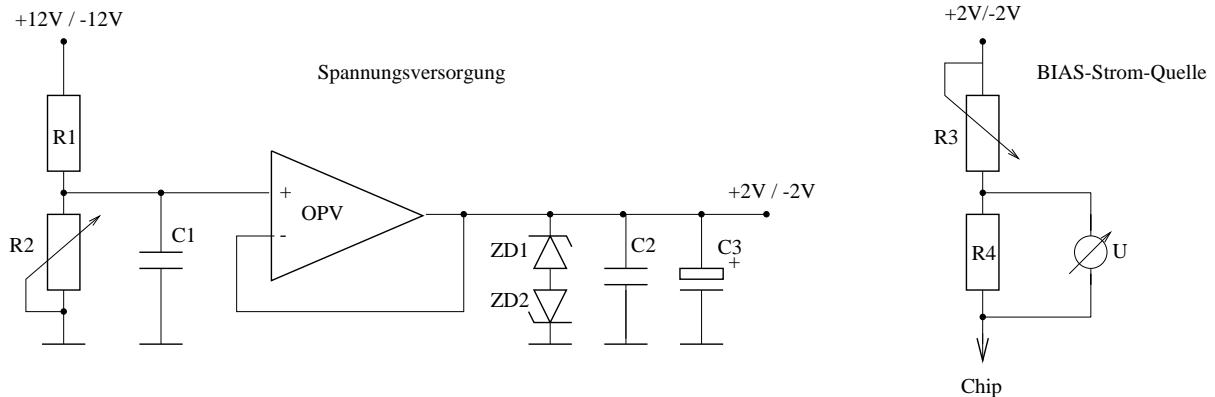 +12V / -12V
Spannungsversorgung
R1
R2
C1
+
-
OPV
+2V / -2V
ZD1
ZD2
C2
C3
+
+2V/-2V
BIAS-Strom-Quelle
R3
R4
U
Chip